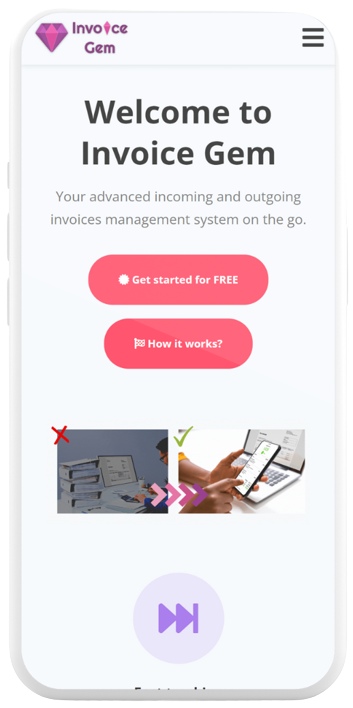 Invoice
Gem
Welcome to
Invoice Gem
Your advanced incoming and outgoing
invoices management system on the go.
Get started for FREE
How it works?